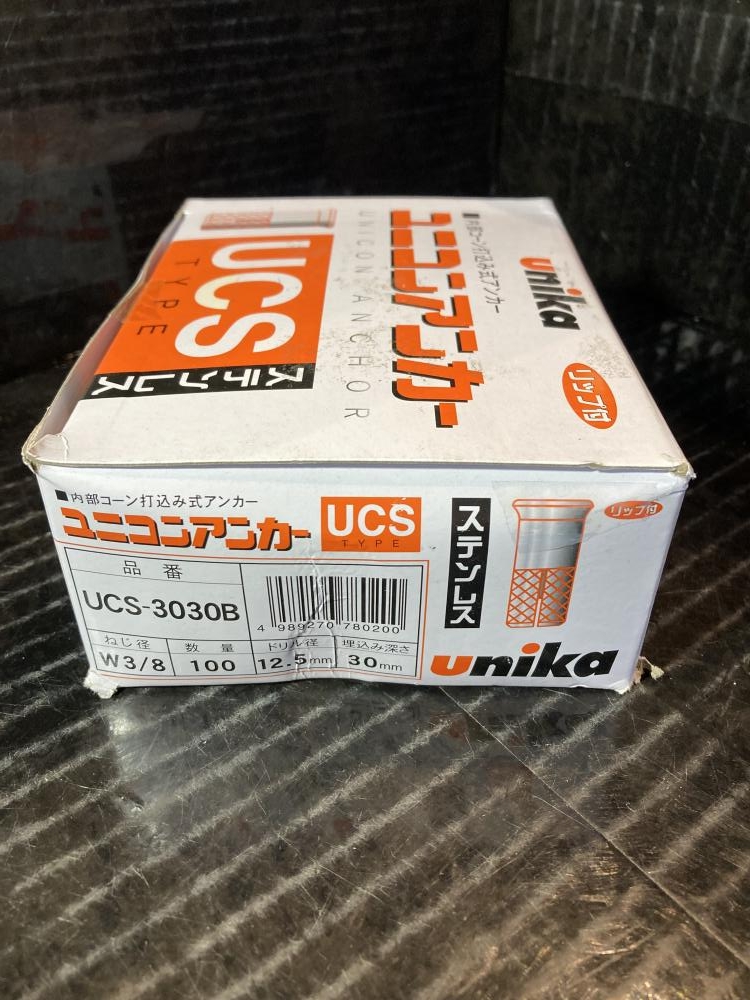 unika
リップ付
■内部コーン打込み式アンカー
ユニコンアンカー
UNICON ANCHOR
UCS
TYPE
ステンレス
■内部コーン打込み式アンカー
ユニコンアンカー
UCS
TYPE
品番
UCS-3030B
4 989270 780200
ねじ径 数量 ドリル径 埋込み深さ
W3/8 100 12.5mm 30mm
ステンレス
リップ付
unika